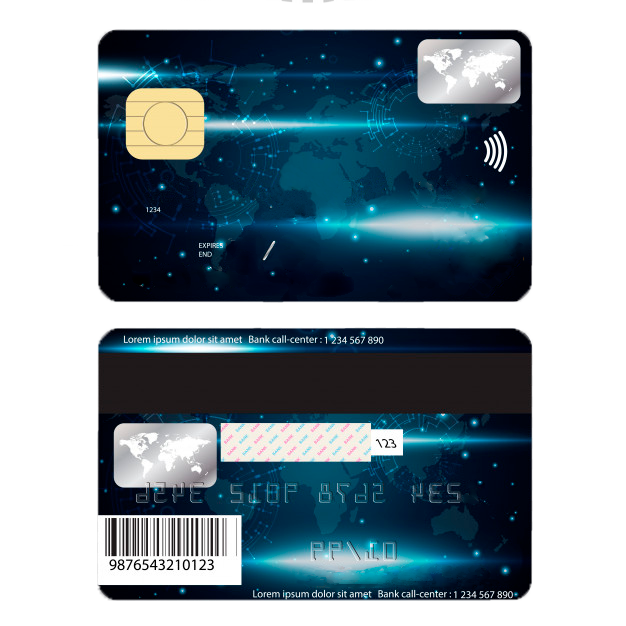 1234
EXPIRES
END
/
Lorem ipsum dolor sit amet Bank call-center : 1 234 567 890
123
9876543210123
Lorem ipsum dolor sit amet Bank call-center : 1 234 567 890